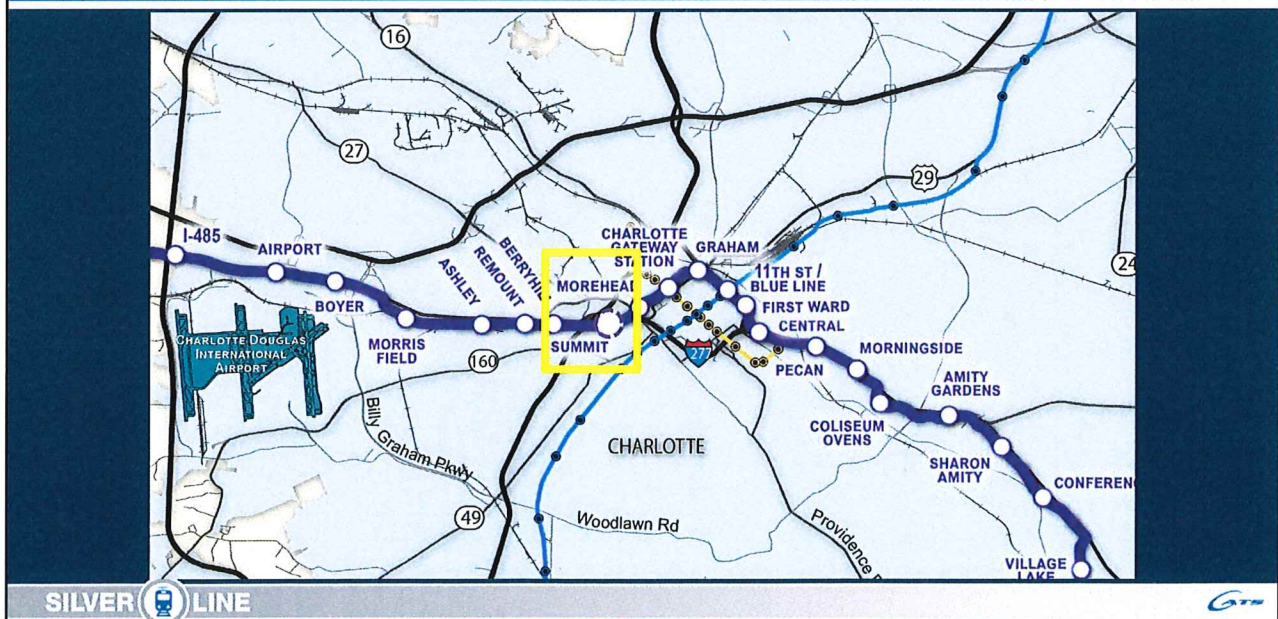 16
27
29
24
I-485
AIRPORT
BOYER
MORRIS
FIELD
ASHLEY
REMOUNT
BERRYHIL
MOREHEAD
SUMMIT
CHARLOTTE
GATEWAY
STATION
GRAHAM
11TH ST /
BLUE LINE
FIRST WARD
CENTRAL
PECAN
MORNINGSIDE
COLISEUM
OVENS
AMITY
GARDENS
SHARON
AMITY
CONFEREN
VILLAGE
LAKE
CHARLOTTE DOUGLAS
INTERNATIONAL
AIRPORT
160
277
Billy Graham Pkwy
CHARLOTTE
49
Woodlawn Rd
Providence
SILVER LINE
CATS